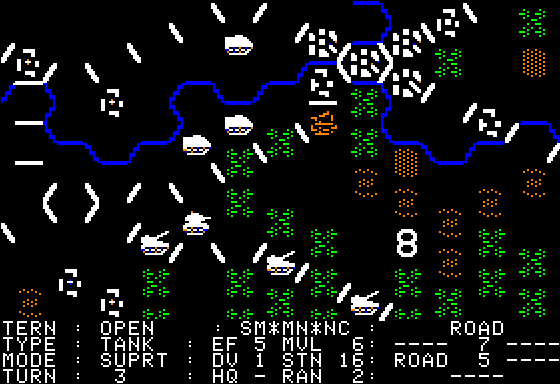 8
TERN : OPEN : SM*MN*NC ROAD
TYPE : TANK : EF 5 MVL 6: ---- 7 ----
MODE : SUPRT : DV 1 STN 16: ROAD 5 ----
TURN : 3 HQ - RAN 2: ----